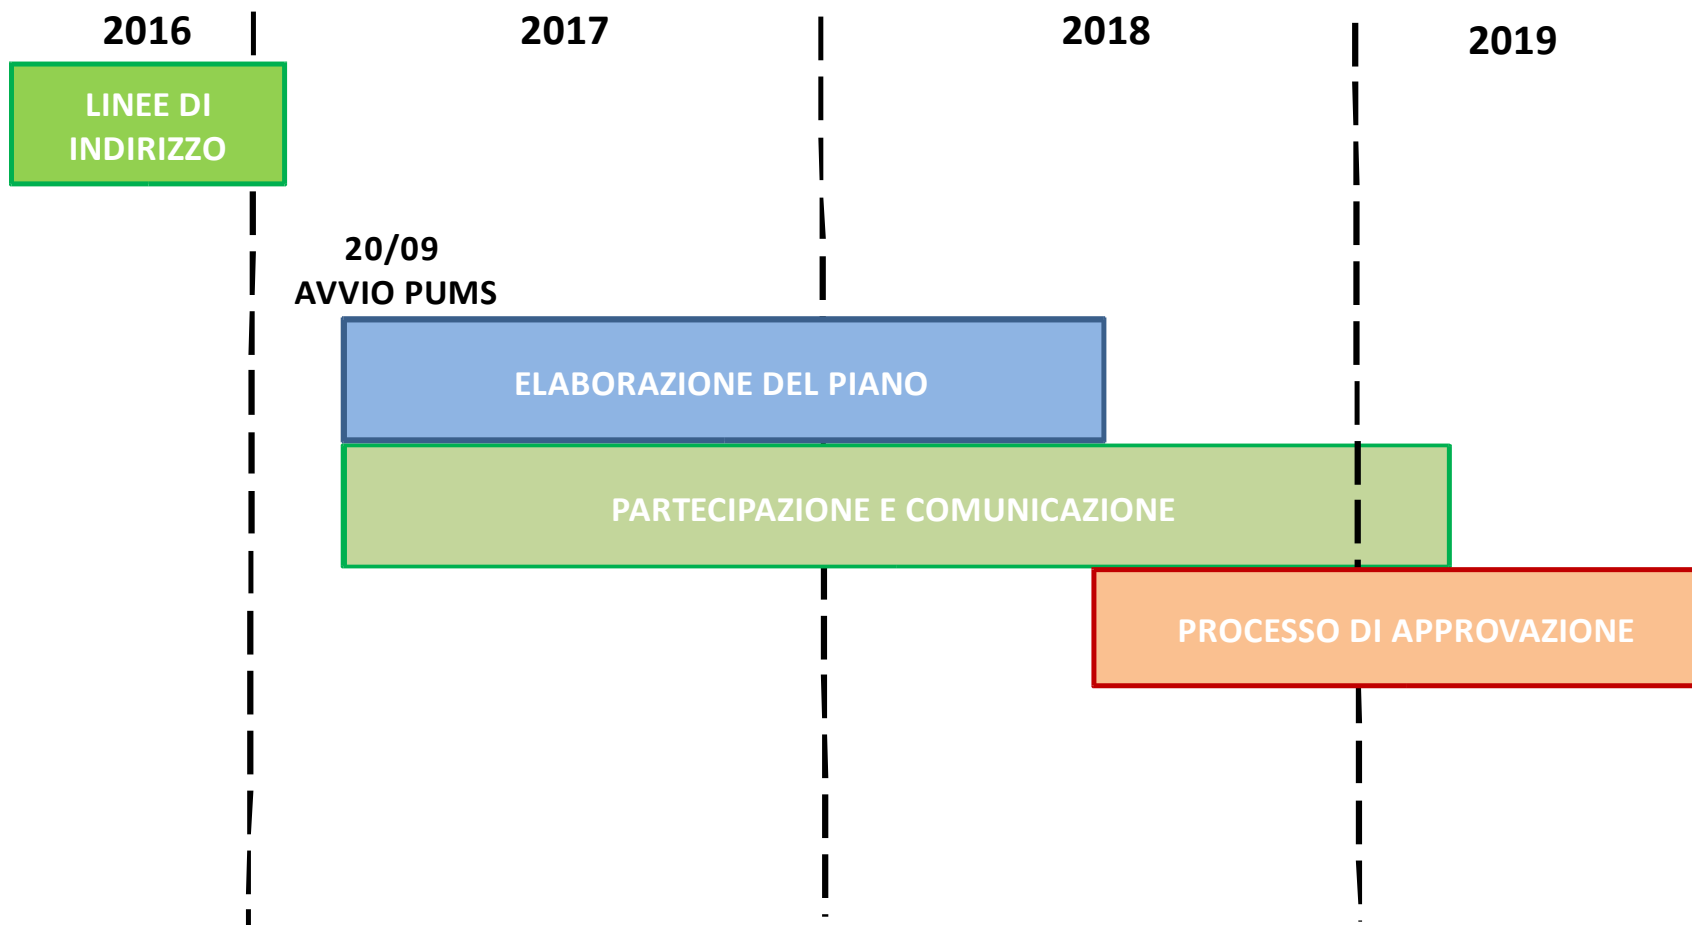 2016
2017
2018
2019
LINEE DI
INDIRIZZO
20/09
AVVIO PUMS
ELABORAZIONE DEL PIANO
PARTECIPAZIONE E COMUNICAZIONE
PROCESSO DI APPROVAZIONE